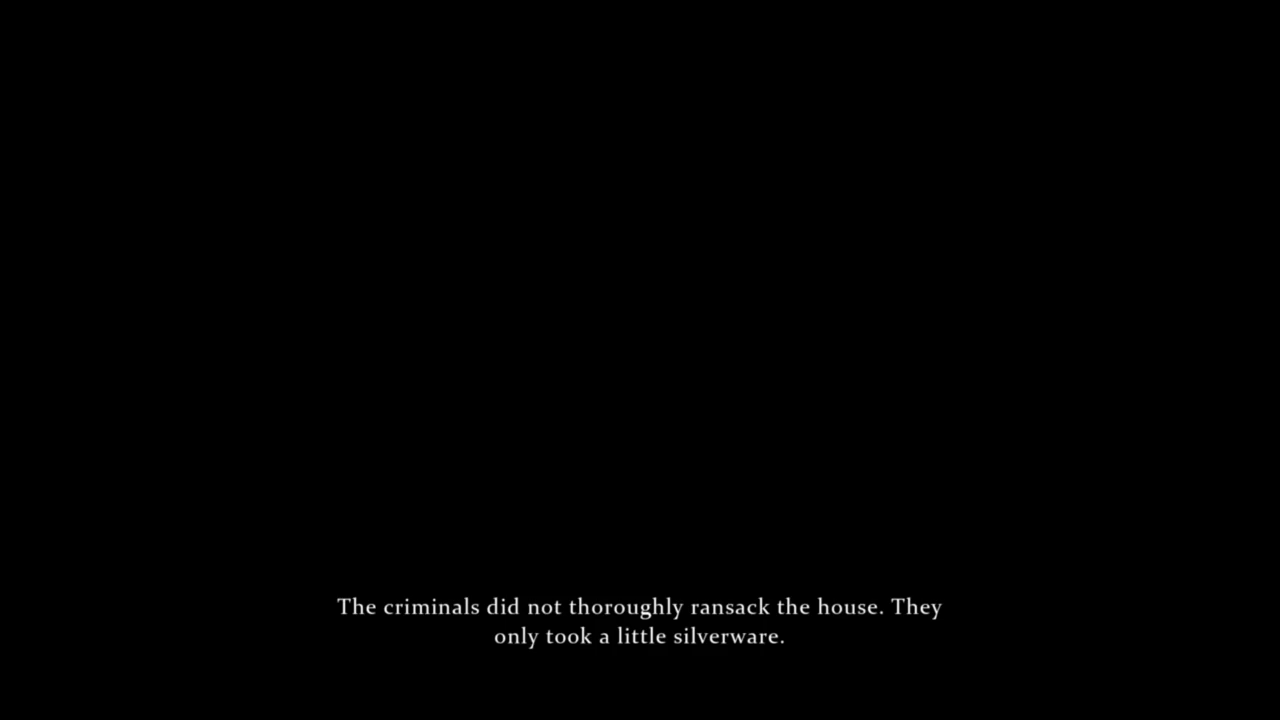 The criminals did not thoroughly ransack the house. They
only took a little silverware.